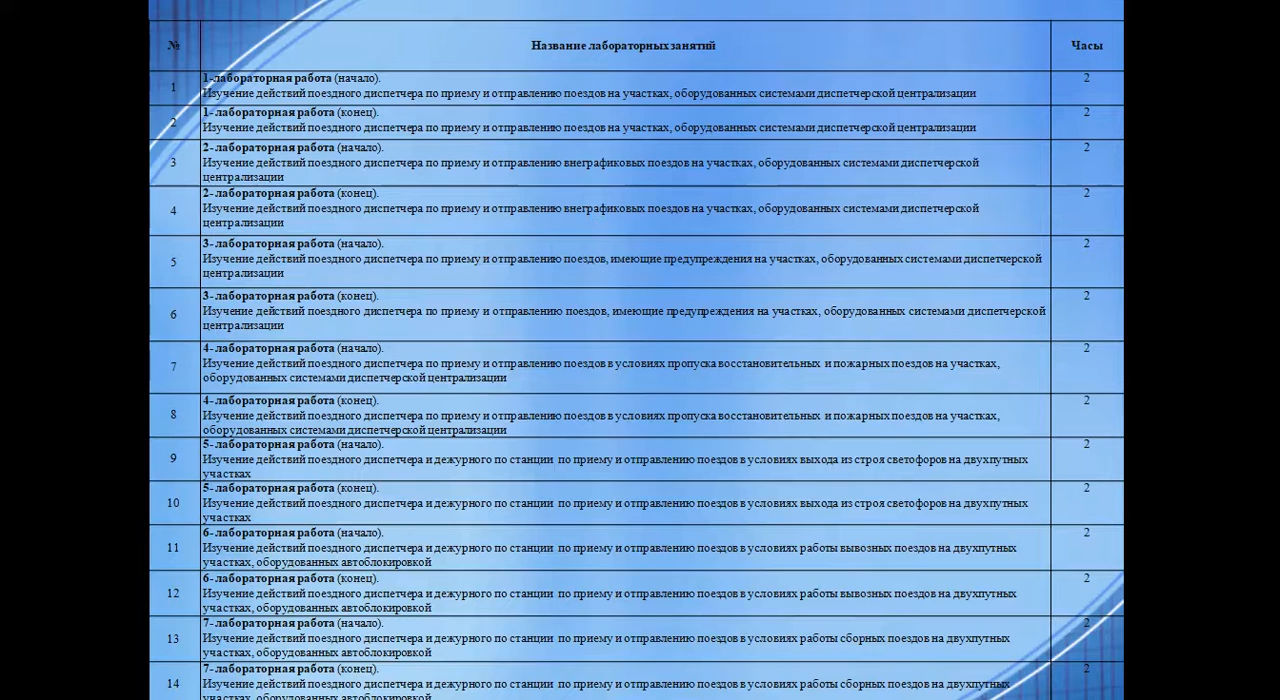 № Название лабораторных занятий Часы
1-лабораторная работа (начало). 2
1 Изучение действий поездного диспетчера по приему и отправлению поездов на участках, оборудованных системами диспетчерской централизации
1-лабораторная работа (конец). 2
2 Изучение действий поездного диспетчера по приему и отправлению поездов на участках, оборудованных системами диспетчерской централизации
2-лабораторная работа (начало). 2
3 Изучение действий поездного диспетчера по приему и отправлению внеграфиковых поездов на участках, оборудованных системами диспетчерской
централизации
2-лабораторная работа (конец). 2
4 Изучение действий поездного диспетчера по приему и отправлению внеграфиковых поездов на участках, оборудованных системами диспетчерской
централизации
3-лабораторная работа (начало). 2
5 Изучение действий поездного диспетчера по приему и отправлению поездов, имеющие предупреждения на участках, оборудованных системами диспетчерской
централизации
3-лабораторная работа (конец). 2
6 Изучение действий поездного диспетчера по приему и отправлению поездов, имеющие предупреждения на участках, оборудованных системами диспетчерской
централизации
4-лабораторная работа (начало). 2
7 Изучение действий поездного диспетчера по приему и отправлению поездов в условиях пропуска восстановительных и пожарных поездов на участках,
оборудованных системами диспетчерской централизации
4-лабораторная работа (конец). 2
8 Изучение действий поездного диспетчера по приему и отправлению поездов в условиях пропуска восстановительных и пожарных поездов на участках,
оборудованных системами диспетчерской централизации
5-лабораторная работа (начало). 2
9 Изучение действий поездного диспетчера и дежурного по станции по приему и отправлению поездов в условиях выхода из строя светофоров на двухпутных
участках
5-лабораторная работа (конец). 2
10 Изучение действий поездного диспетчера и дежурного по станции по приему и отправлению поездов в условиях выхода из строя светофоров на двухпутных
участках
6-лабораторная работа (начало). 2
11 Изучение действий поездного диспетчера и дежурного по станции по приему и отправлению поездов в условиях работы вывозных поездов на двухпутных
участках, оборудованных автоблокировкой
6-лабораторная работа (конец). 2
12 Изучение действий поездного диспетчера и дежурного по станции по приему и отправлению поездов в условиях работы вывозных поездов на двухпутных
участках, оборудованных автоблокировкой
7-лабораторная работа (начало). 2
13 Изучение действий поездного диспетчера и дежурного по станции по приему и отправлению поездов в условиях работы сборных поездов на двухпутных
участках, оборудованных автоблокировкой
7-лабораторная работа (конец). 2
14 Изучение действий поездного диспетчера и дежурного по станции по приему и отправлению поездов в условиях работы сборных поездов на двухпутных
участках, оборудованных автоблокировкой